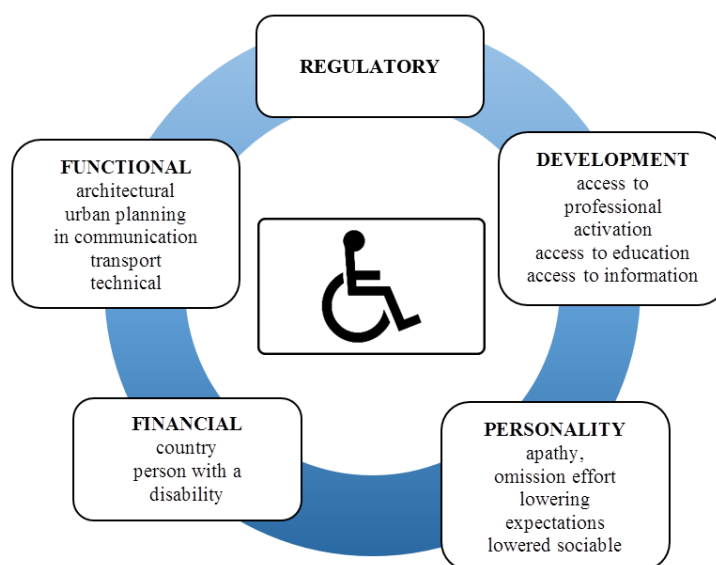 REGULATORY
FUNCTIONAL
architectural
urban planning
in communication
transport
technical
DEVELOPMENT
access to
professional
activation
access to education
access to information
FINANCIAL
country
person with a
disability
PERSONALITY
apathy,
omission effort
lowering
expectations
lowered sociable